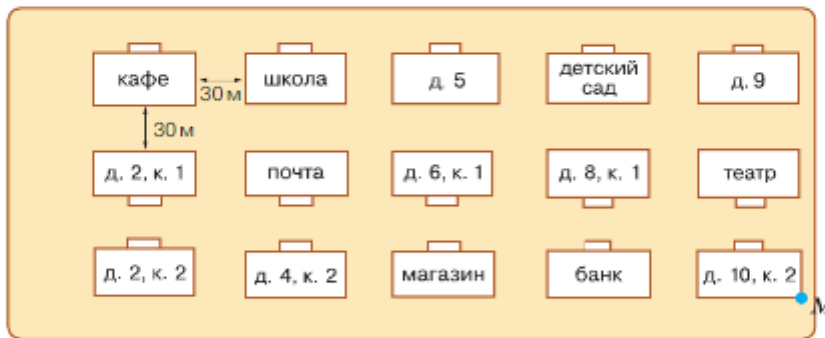 кафе
школа
д. 5
детский
сад
д. 9
30 м
30 м
д. 2, к. 1
почта
д. 6, к. 1
д. 8, к. 1
театр
д. 2, к. 2
д. 4, к. 2
магазин
банк
д. 10, к. 2
М